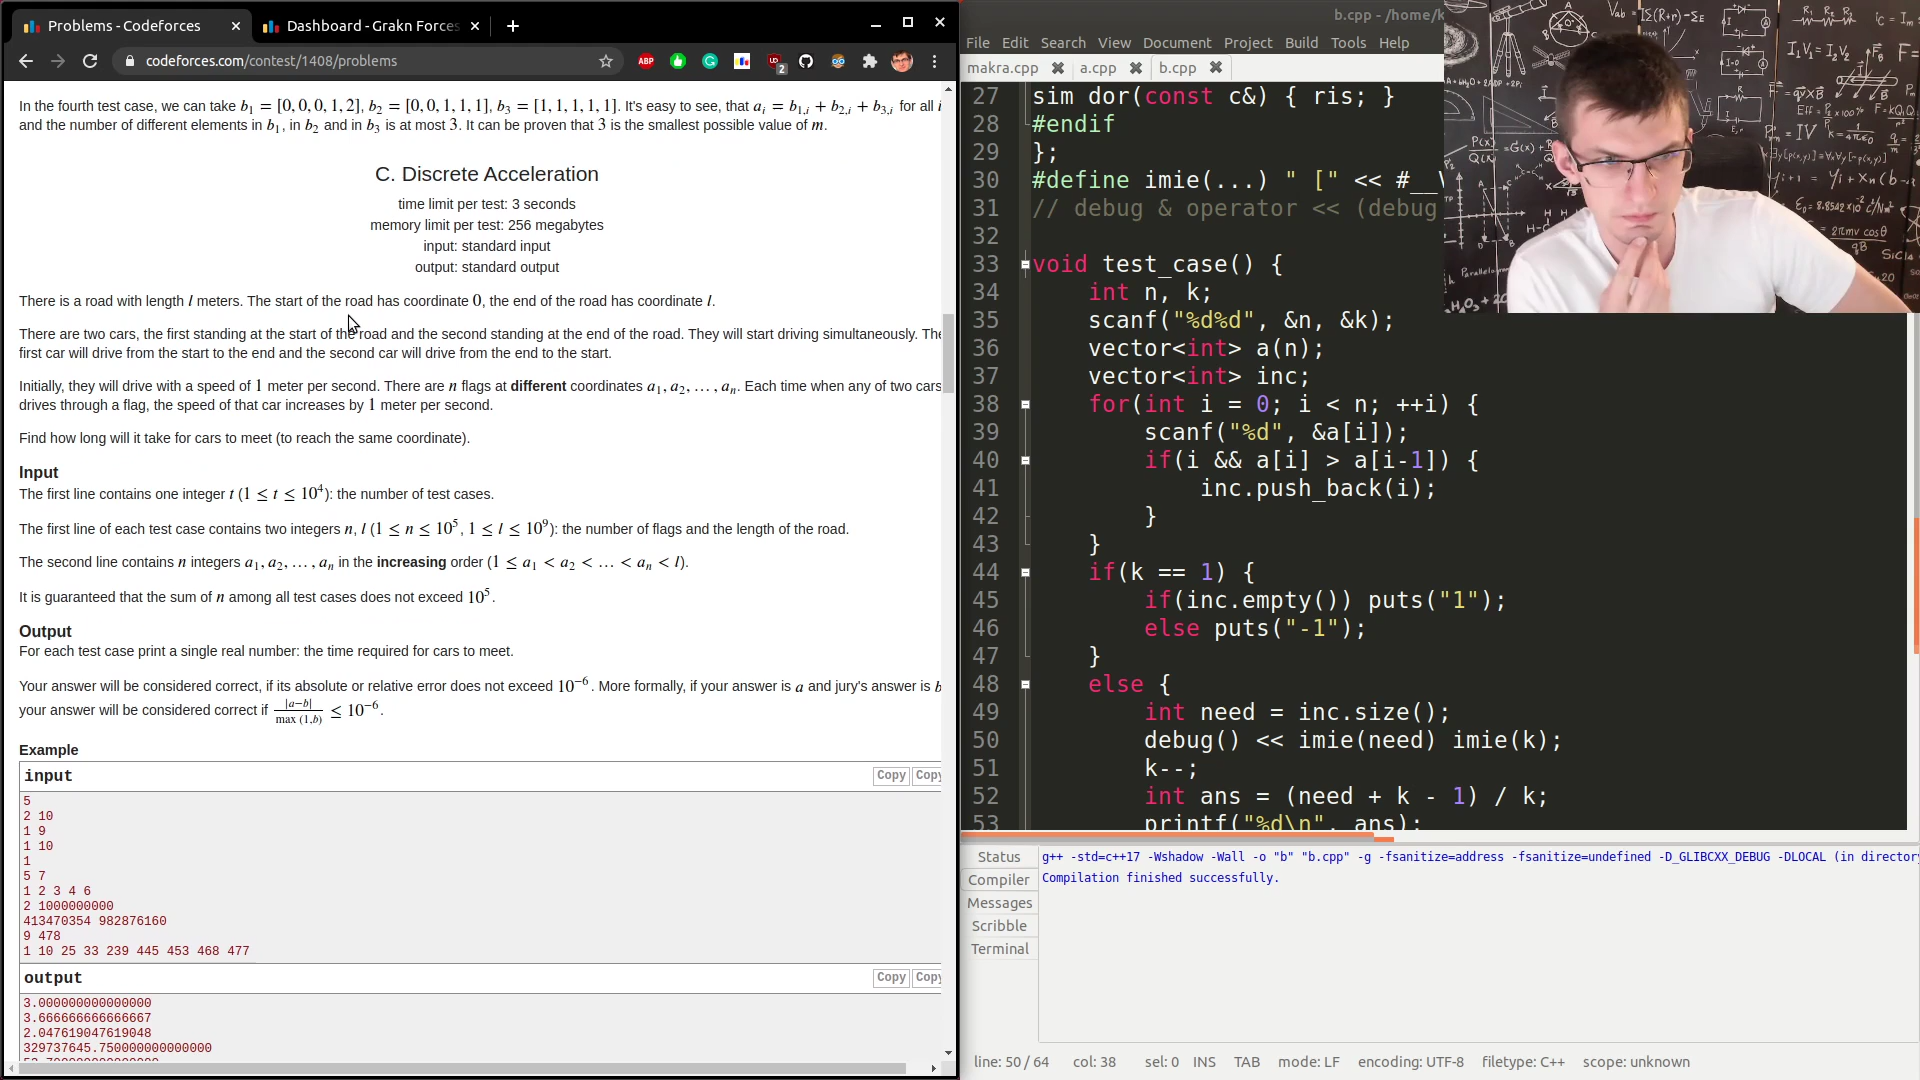 Problems - Codeforces
Dashboard - Grakn Forces
codeforces.com/contest/1408/problems
In the fourth test case, we can take b1 = [0, 0, 0, 1, 2], b2 = [0, 0, 1, 1, 1], b3 = [1, 1, 1, 1, 1]. It's easy to see, that ai = b1,i + b2,i + b3,i for all i
and the number of different elements in b1, in b2 and in b3 is at most 3. It can be proven that 3 is the smallest possible value of m.
C. Discrete Acceleration
time limit per test: 3 seconds
memory limit per test: 256 megabytes
input: standard input
output: standard output
There is a road with length l meters. The start of the road has coordinate 0, the end of the road has coordinate l.
There are two cars, the first standing at the start of the road and the second standing at the end of the road. They will start driving simultaneously. The
first car will drive from the start to the end and the second car will drive from the end to the start.
Initially, they will drive with a speed of 1 meter per second. There are n flags at different coordinates a1, a2, …, an. Each time when any of two cars
drives through a flag, the speed of that car increases by 1 meter per second.
Find how long will it take for cars to meet (to reach the same coordinate).
Input
The first line contains one integer t (1 ≤ t ≤ 10^4): the number of test cases.
The first line of each test case contains two integers n, l (1 ≤ n ≤ 10^5, 1 ≤ l ≤ 10^9): the number of flags and the length of the road.
The second line contains n integers a1, a2, …, an in the increasing order (1 ≤ a1 < a2 < … < an < l).
It is guaranteed that the sum of n among all test cases does not exceed 10^5.
Output
For each test case print a single real number: the time required for cars to meet.
Your answer will be considered correct, if its absolute or relative error does not exceed 10^−6. More formally, if your answer is a and jury's answer is b
your answer will be considered correct if |a−b| / max (1,b) ≤ 10^−6.
Example
input
Copy Copy
5
2 10
1 9
1 10
1
5 7
1 2 3 4 6
2 1000000000
413470354 982876160
9 478
1 10 25 33 239 445 453 468 477
output
Copy Copy
3.000000000000000
3.666666666666667
2.047619047619048
329737645.750000000000000
b.cpp - /home/k
File Edit Search View Document Project Build Tools Help
makra.cpp a.cpp b.cpp
27 sim dor(const c&) { ris; }
28 #endif
29 };
30 #define imie(...) " [" << #__
31 // debug & operator << (debug
32
33 void test_case() {
34 int n, k;
35 scanf("%d%d", &n, &k);
36 vector<int> a(n);
37 vector<int> inc;
38 for(int i = 0; i < n; ++i) {
39 scanf("%d", &a[i]);
40 if(i && a[i] > a[i-1]) {
41 inc.push_back(i);
42 }
43 }
44 if(k == 1) {
45 if(inc.empty()) puts("1");
46 else puts("-1");
47 }
48 else {
49 int need = inc.size();
50 debug() << imie(need) imie(k);
51 k--;
52 int ans = (need + k - 1) / k;
53 printf("%d\n", ans);
Status
Compiler
Messages
Scribble
Terminal
g++ -std=c++17 -Wshadow -Wall -o "b" "b.cpp" -g -fsanitize=address -fsanitize=undefined -D_GLIBCXX_DEBUG -DLOCAL (in directory
Compilation finished successfully.
line: 50 / 64 col: 38 sel: 0 INS TAB mode: LF encoding: UTF-8 filetype: C++ scope: unknown